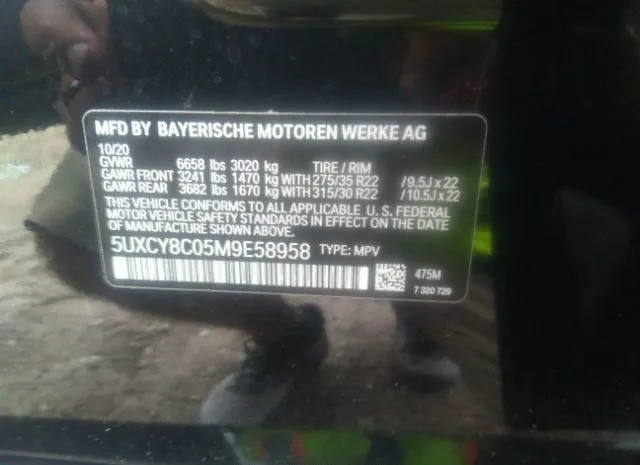 MFD BY BAYERISCHE MOTOREN WERKE AG
10/20
GVWR 6658 lbs 3020 kg TIRE / RIM
GAWR FRONT 3241 lbs 1470 kg WITH 275/35 R22 /9.5J x 22
GAWR REAR 3682 lbs 1670 kg WITH 315/30 R22 /10.5J x 22
THIS VEHICLE CONFORMS TO ALL APPLICABLE U. S. FEDERAL
MOTOR VEHICLE SAFETY STANDARDS IN EFFECT ON THE DATE
OF MANUFACTURE SHOWN ABOVE.
5UXCY8C05M9E58958 TYPE: MPV
475M
7 320 729